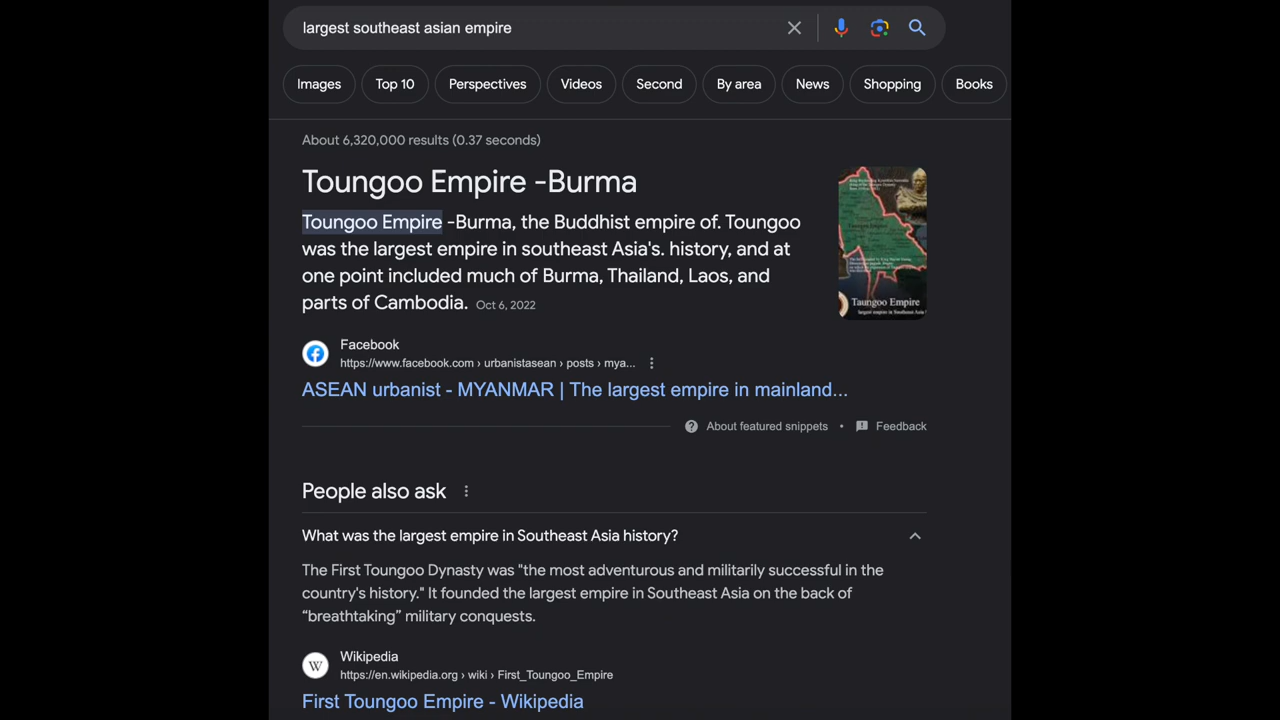 largest southeast asian empire
Images Top 10 Perspectives Videos Second By area News Shopping Books
About 6,320,000 results (0.37 seconds)
Toungoo Empire -Burma
Toungoo Empire -Burma, the Buddhist empire of. Toungoo
was the largest empire in southeast Asia's. history, and at
one point included much of Burma, Thailand, Laos, and
parts of Cambodia. Oct 6, 2022
Taungoo Empire
largest empire in Southeast Asia
Facebook
https://www.facebook.com › urbanistasean › posts › mya...
ASEAN urbanist - MYANMAR | The largest empire in mainland...
About featured snippets • Feedback
People also ask
What was the largest empire in Southeast Asia history?
The First Toungoo Dynasty was "the most adventurous and militarily successful in the
country's history." It founded the largest empire in Southeast Asia on the back of
“breathtaking” military conquests.
W
Wikipedia
https://en.wikipedia.org › wiki › First_Toungoo_Empire
First Toungoo Empire - Wikipedia